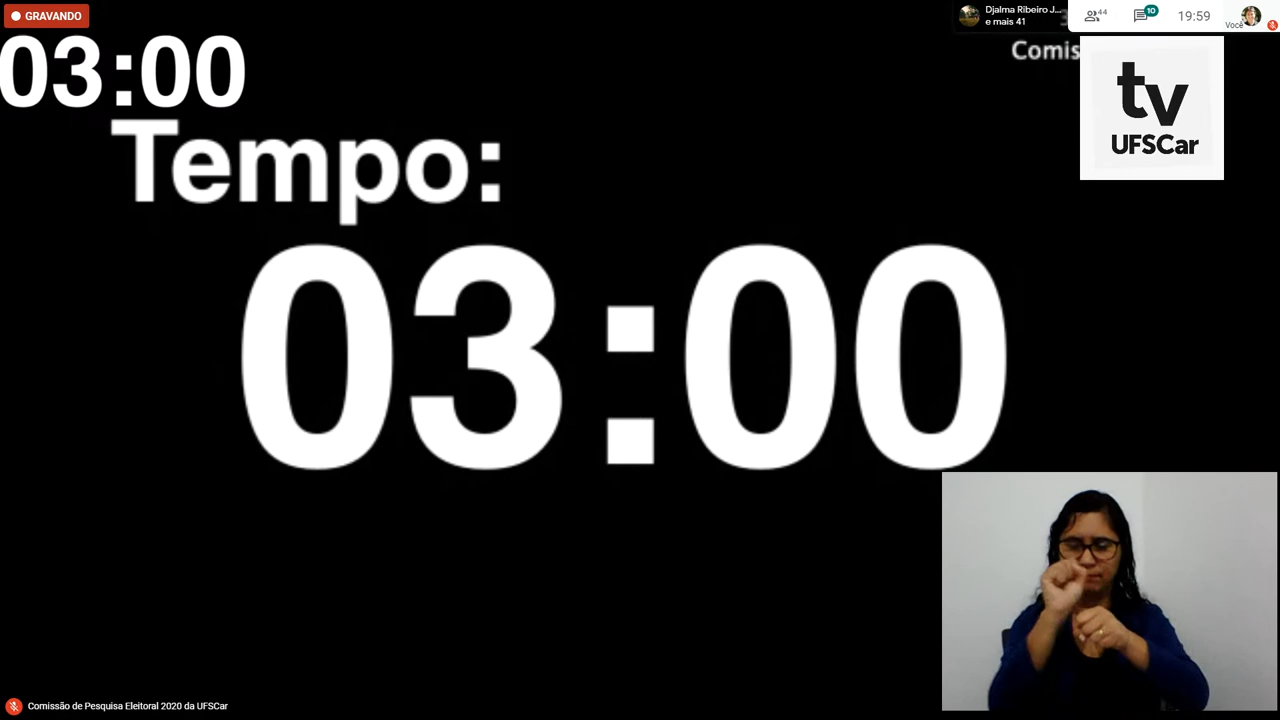 GRAVANDO
Djalma Ribeiro J...
e mais 41
44
10
19:59
Você
03:00
Comis
tv
UFSCar
Tempo:
03:00
Comissão de Pesquisa Eleitoral 2020 da UFSCar